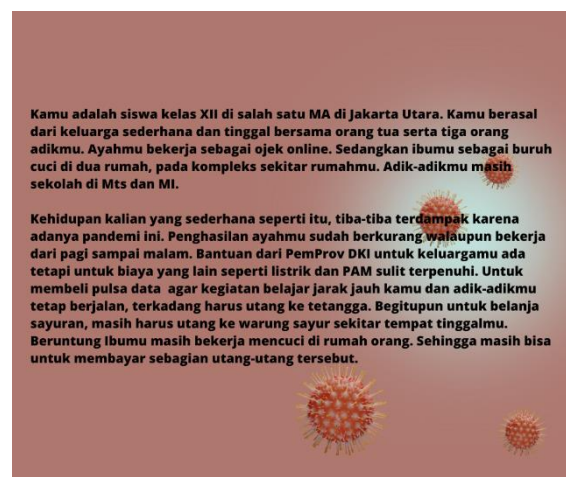 Kamu adalah siswa kelas XII di salah satu MA di Jakarta Utara. Kamu berasal
dari keluarga sederhana dan tinggal bersama orang tua serta tiga orang
adikmu. Ayahmu bekerja sebagai ojek online. Sedangkan ibumu sebagai buruh
cuci di dua rumah, pada kompleks sekitar rumahmu. Adik-adikmu masih
sekolah di Mts dan MI.
Kehidupan kalian yang sederhana seperti itu, tiba-tiba terdampak karena
adanya pandemi ini. Penghasilan ayahmu sudah berkurang walaupun bekerja
dari pagi sampai malam. Bantuan dari PemProv DKI untuk keluargamu ada
tetapi untuk biaya yang lain seperti listrik dan PAM sulit terpenuhi. Untuk
membeli pulsa data agar kegiatan belajar jarak jauh kamu dan adik-adikmu
tetap berjalan, terkadang harus utang ke tetangga. Begitupun untuk belanja
sayuran, masih harus utang ke warung sayur sekitar tempat tinggalmu.
Beruntung Ibumu masih bekerja mencuci di rumah orang. Sehingga masih bisa
untuk membayar sebagian utang-utang tersebut.